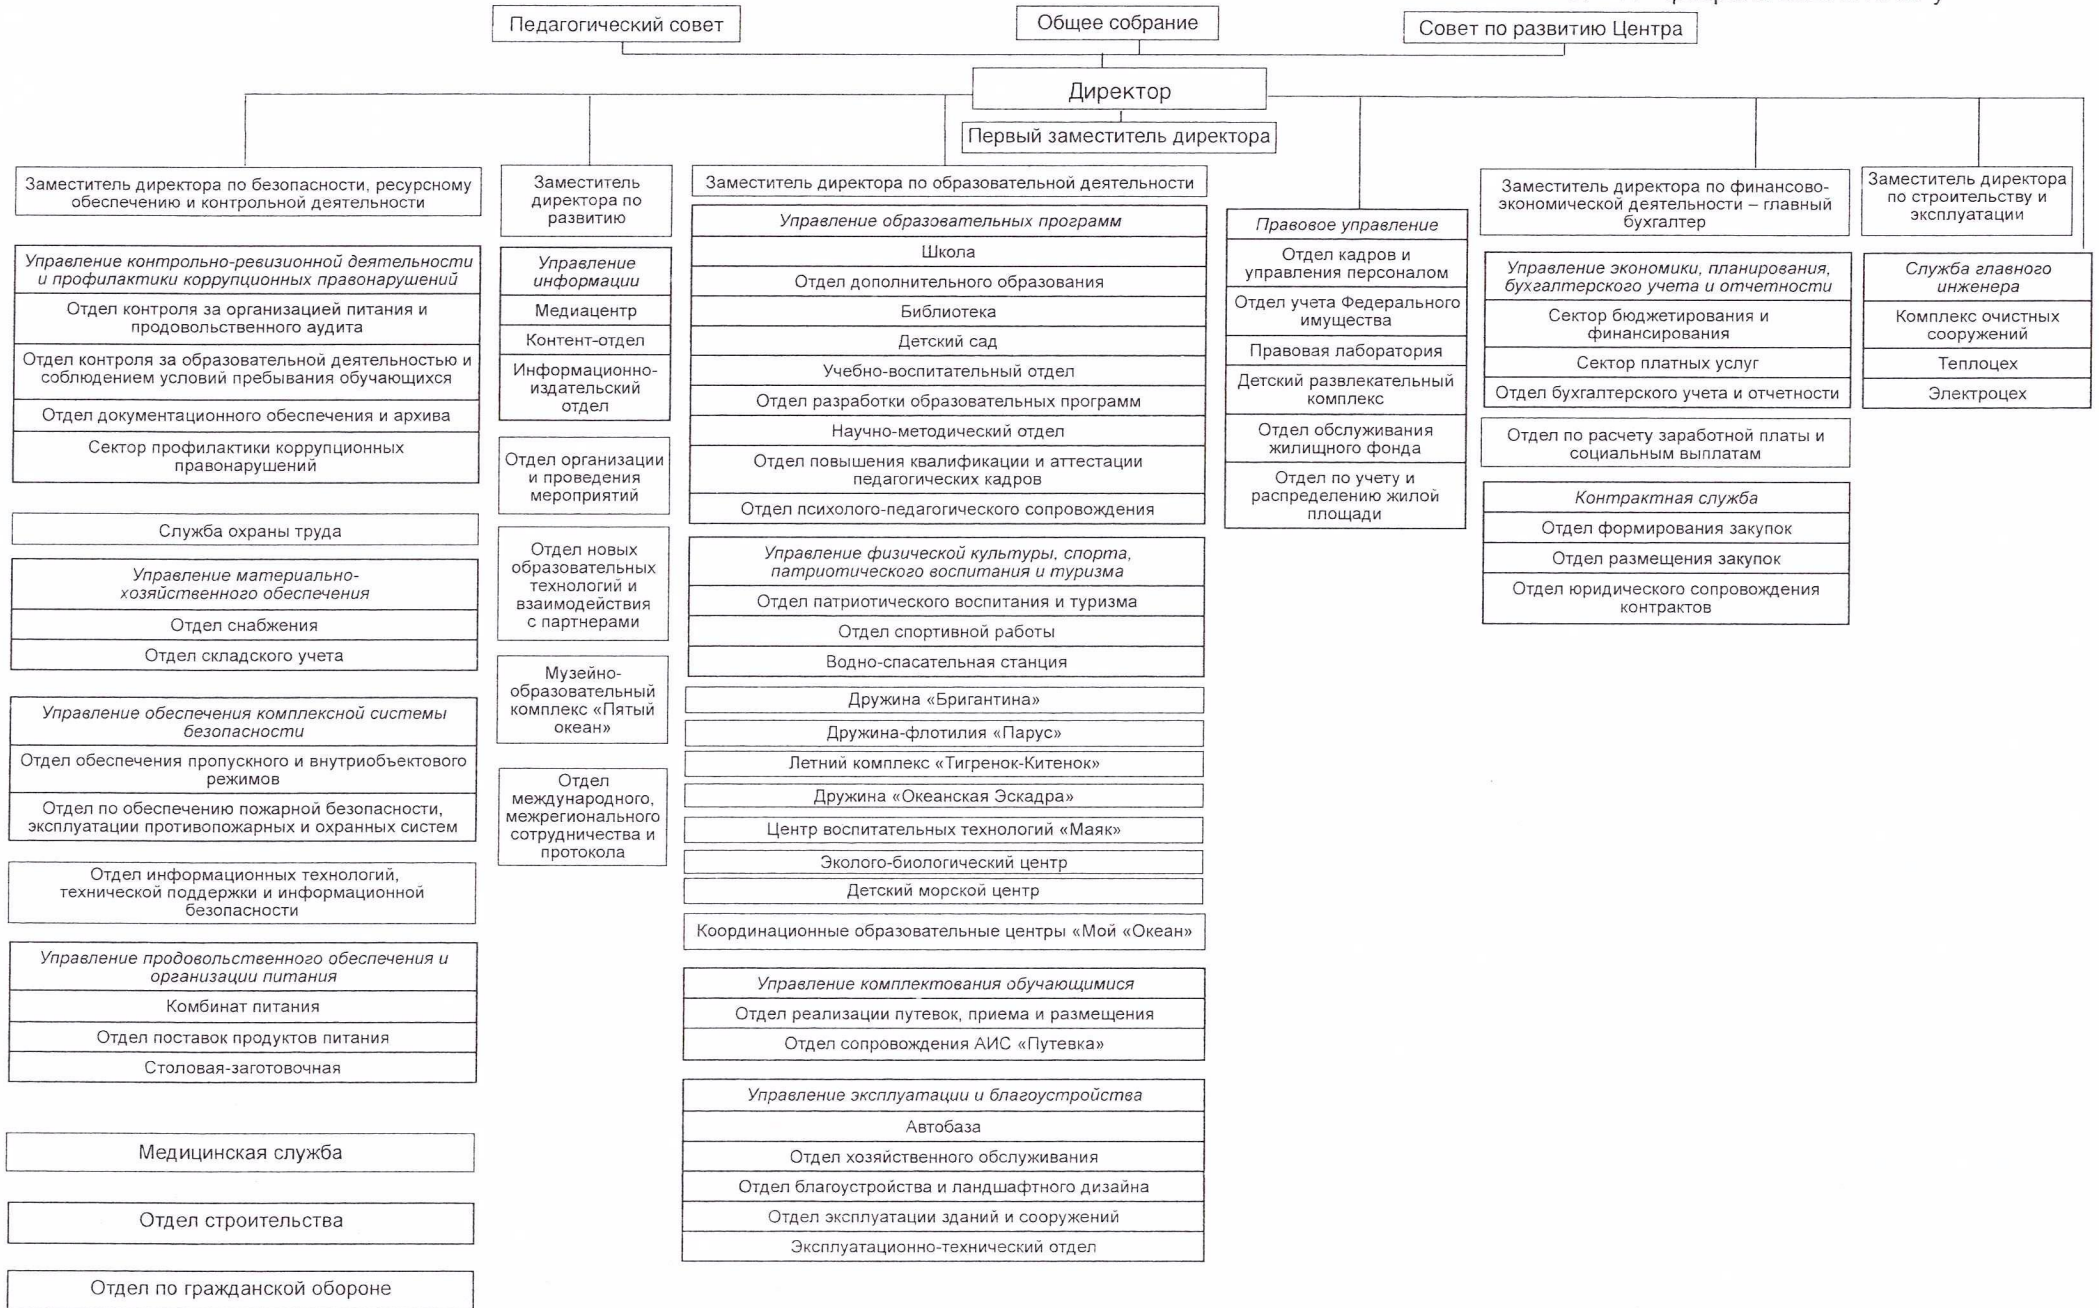 Педагогический совет
Общее собрание
Совет по развитию Центра
Директор
Первый заместитель директора
Заместитель директора по безопасности, ресурсному
обеспечению и контрольной деятельности
Управление контрольно-ревизионной деятельности
и профилактики коррупционных правонарушений
Отдел контроля за организацией питания и
продовольственного аудита
Отдел контроля за образовательной деятельностью и
соблюдением условий пребывания обучающихся
Отдел документационного обеспечения и архива
Сектор профилактики коррупционных
правонарушений
Служба охраны труда
Управление материально-
хозяйственного обеспечения
Отдел снабжения
Отдел складского учета
Управление обеспечения комплексной системы
безопасности
Отдел обеспечения пропускного и внутриобъектового
режимов
Отдел по обеспечению пожарной безопасности,
эксплуатации противопожарных и охранных систем
Отдел информационных технологий,
технической поддержки и информационной
безопасности
Управление продовольственного обеспечения и
организации питания
Комбинат питания
Отдел поставок продуктов питания
Столовая-заготовочная
Медицинская служба
Отдел строительства
Отдел по гражданской обороне
Заместитель
директора по
развитию
Управление
информации
Медиацентр
Контент-отдел
Информационно-
издательский
отдел
Отдел организации
и проведения
мероприятий
Отдел новых
образовательных
технологий и
взаимодействия
с партнерами
Музейно-
образовательный
комплекс «Пятый
океан»
Отдел
международного,
межрегионального
сотрудничества и
протокола
Заместитель директора по образовательной деятельности
Управление образовательных программ
Школа
Отдел дополнительного образования
Библиотека
Детский сад
Учебно-воспитательный отдел
Отдел разработки образовательных программ
Научно-методический отдел
Отдел повышения квалификации и аттестации
педагогических кадров
Отдел психолого-педагогического сопровождения
Управление физической культуры, спорта,
патриотического воспитания и туризма
Отдел патриотического воспитания и туризма
Отдел спортивной работы
Водно-спасательная станция
Дружина «Бригантина»
Дружина-флотилия «Парус»
Летний комплекс «Тигренок-Китенок»
Дружина «Океанская Эскадра»
Центр воспитательных технологий «Маяк»
Эколого-биологический центр
Детский морской центр
Координационные образовательные центры «Мой «Океан»
Управление комплектования обучающимися
Отдел реализации путевок, приема и размещения
Отдел сопровождения АИС «Путевка»
Управление эксплуатации и благоустройства
Автобаза
Отдел хозяйственного обслуживания
Отдел благоустройства и ландшафтного дизайна
Отдел эксплуатации зданий и сооружений
Эксплуатационно-технический отдел
Правовое управление
Отдел кадров и
управления персоналом
Отдел учета Федерального
имущества
Правовая лаборатория
Детский развлекательный
комплекс
Отдел обслуживания
жилищного фонда
Отдел по учету и
распределению жилой
площади
Заместитель директора по финансово-
экономической деятельности – главный
бухгалтер
Управление экономики, планирования,
бухгалтерского учета и отчетности
Сектор бюджетирования и
финансирования
Сектор платных услуг
Отдел бухгалтерского учета и отчетности
Отдел по расчету заработной платы и
социальным выплатам
Контрактная служба
Отдел формирования закупок
Отдел размещения закупок
Отдел юридического сопровождения
контрактов
Заместитель директора
по строительству и
эксплуатации
Служба главного
инженера
Комплекс очистных
сооружений
Теплоцех
Электроцех